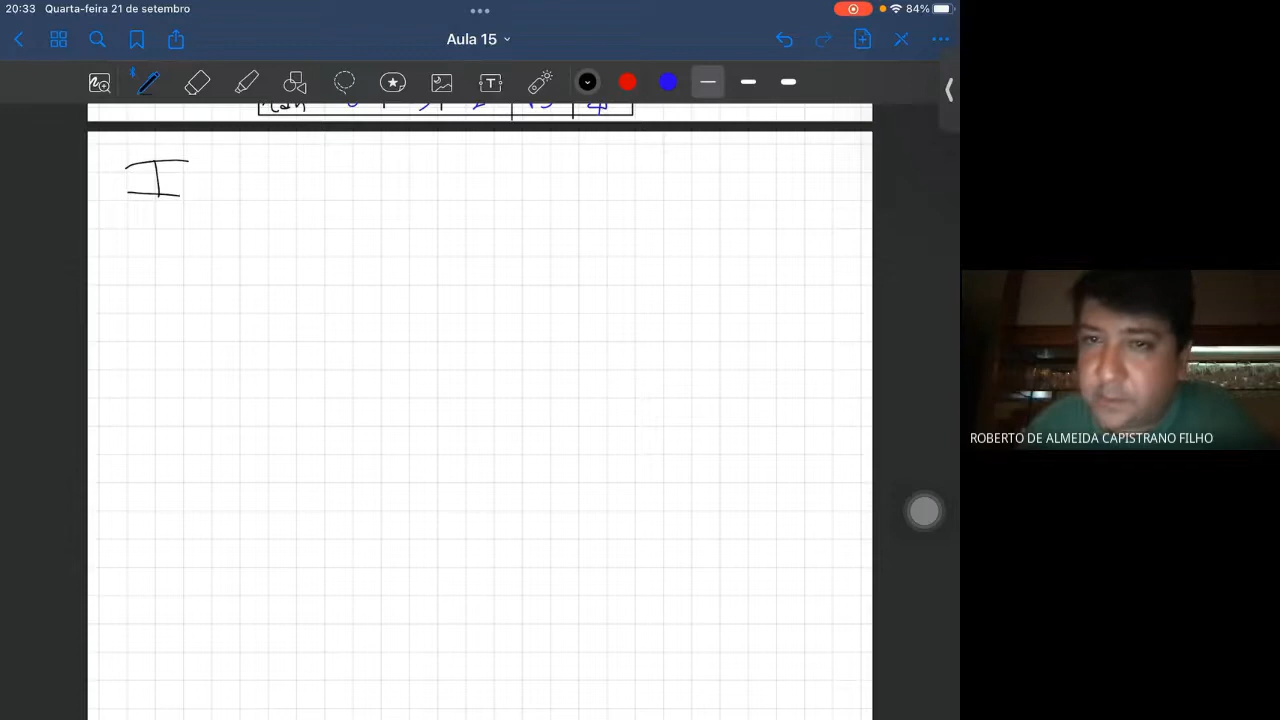 20:33 Quarta-feira 21 de setembro
84%
Aula 15
I
ROBERTO DE ALMEIDA CAPISTRANO FILHO